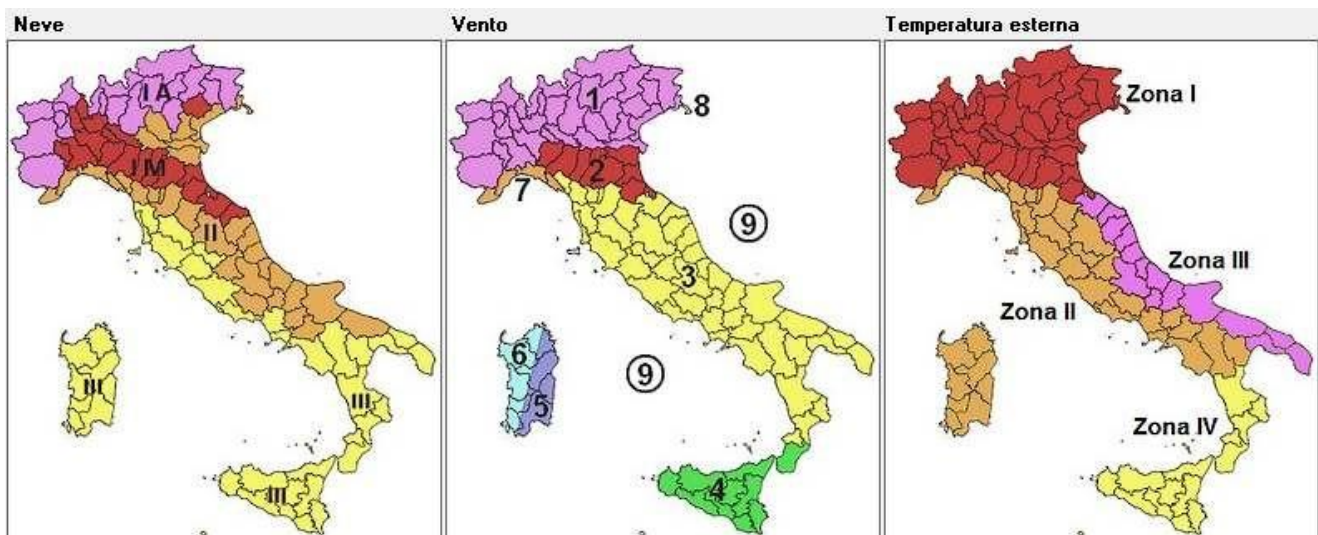 Neve
I A
I M
II
III
III
III
Vento
1
8
2
7
9
3
6
9
5
4
Temperatura esterna
Zona I
Zona III
Zona II
Zona IV